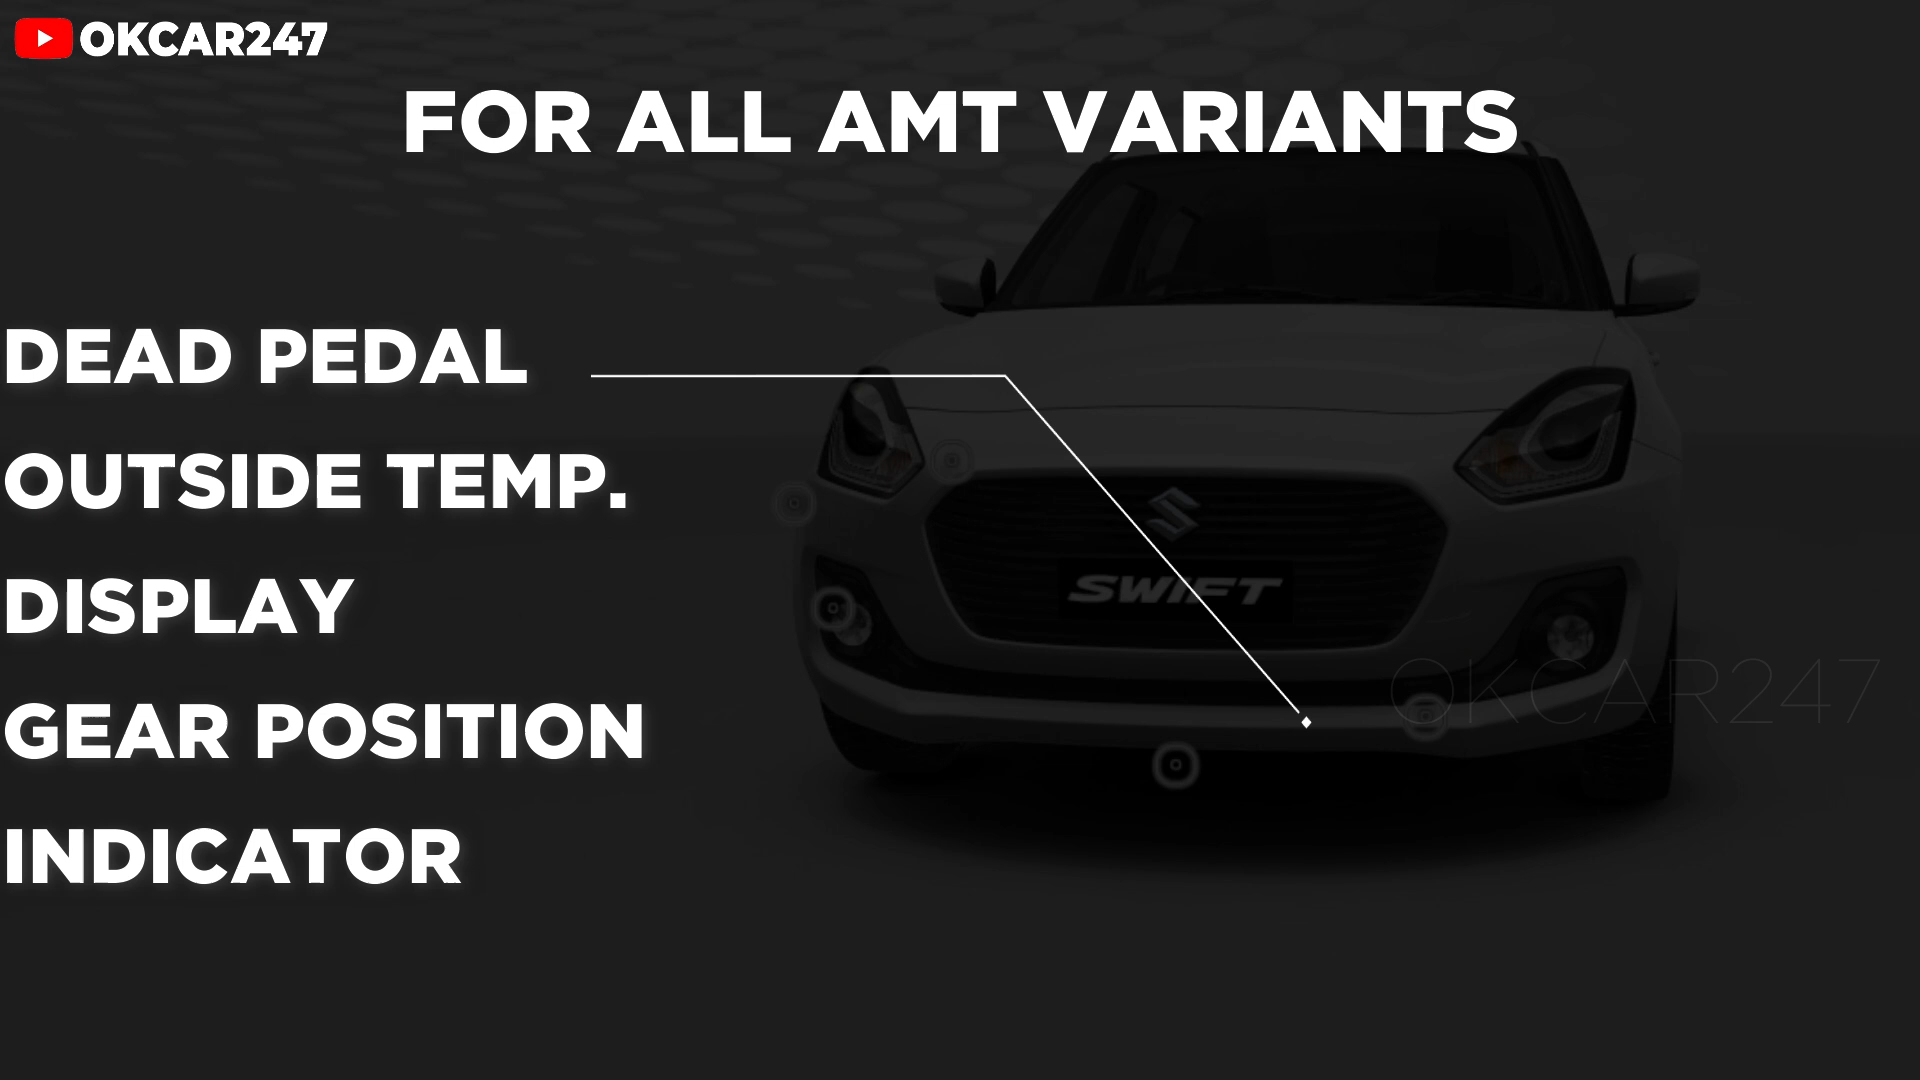 OKCAR247
FOR ALL AMT VARIANTS
DEAD PEDAL
OUTSIDE TEMP.
DISPLAY
GEAR POSITION
INDICATOR
SWIFT
OKCAR247